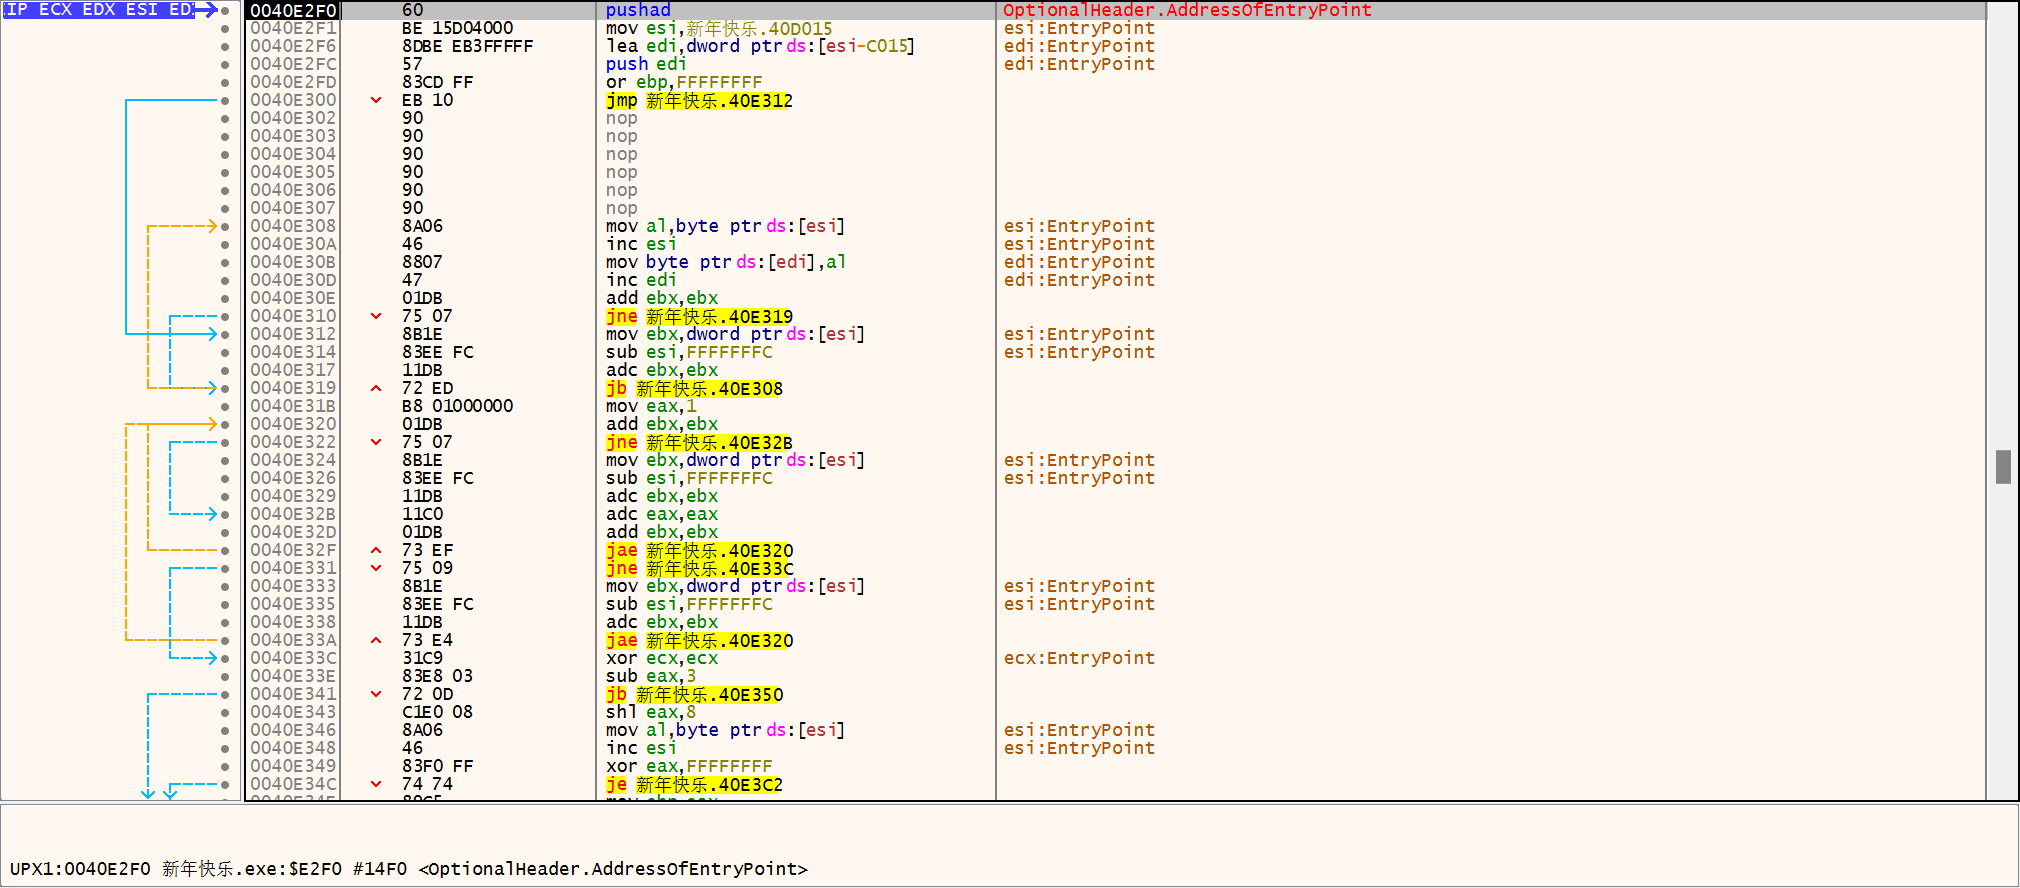 IP ECX EDX ESI ED
0040E2F0 60 pushad OptionalHeader.AddressOfEntryPoint
0040E2F1 BE 15D04000 mov esi,新年快乐.40D015 esi:EntryPoint
0040E2F6 8DBE EB3FFFFF lea edi,dword ptr ds:[esi-C015] edi:EntryPoint
0040E2FC 57 push edi edi:EntryPoint
0040E2FD 83CD FF or ebp,FFFFFFFF
0040E300 EB 10 jmp 新年快乐.40E312
0040E302 90 nop
0040E303 90 nop
0040E304 90 nop
0040E305 90 nop
0040E306 90 nop
0040E307 90 nop
0040E308 8A06 mov al,byte ptr ds:[esi] esi:EntryPoint
0040E30A 46 inc esi esi:EntryPoint
0040E30B 8807 mov byte ptr ds:[edi],al edi:EntryPoint
0040E30D 47 inc edi edi:EntryPoint
0040E30E 01DB add ebx,ebx
0040E310 75 07 jne 新年快乐.40E319
0040E312 8B1E mov ebx,dword ptr ds:[esi] esi:EntryPoint
0040E314 83EE FC sub esi,FFFFFFFC esi:EntryPoint
0040E317 11DB adc ebx,ebx
0040E319 72 ED jb 新年快乐.40E308
0040E31B B8 01000000 mov eax,1
0040E320 01DB add ebx,ebx
0040E322 75 07 jne 新年快乐.40E32B
0040E324 8B1E mov ebx,dword ptr ds:[esi] esi:EntryPoint
0040E326 83EE FC sub esi,FFFFFFFC esi:EntryPoint
0040E329 11DB adc ebx,ebx
0040E32B 11C0 adc eax,eax
0040E32D 01DB add ebx,ebx
0040E32F 73 EF jae 新年快乐.40E320
0040E331 75 09 jne 新年快乐.40E33C
0040E333 8B1E mov ebx,dword ptr ds:[esi] esi:EntryPoint
0040E335 83EE FC sub esi,FFFFFFFC esi:EntryPoint
0040E338 11DB adc ebx,ebx
0040E33A 73 E4 jae 新年快乐.40E320
0040E33C 31C9 xor ecx,ecx ecx:EntryPoint
0040E33E 83E8 03 sub eax,3
0040E341 72 0D jb 新年快乐.40E350
0040E343 C1E0 08 shl eax,8
0040E346 8A06 mov al,byte ptr ds:[esi] esi:EntryPoint
0040E348 46 inc esi esi:EntryPoint
0040E349 83F0 FF xor eax,FFFFFFFF
0040E34C 74 74 je 新年快乐.40E3C2
UPX1:0040E2F0 新年快乐.exe:$E2F0 #14F0 <OptionalHeader.AddressOfEntryPoint>